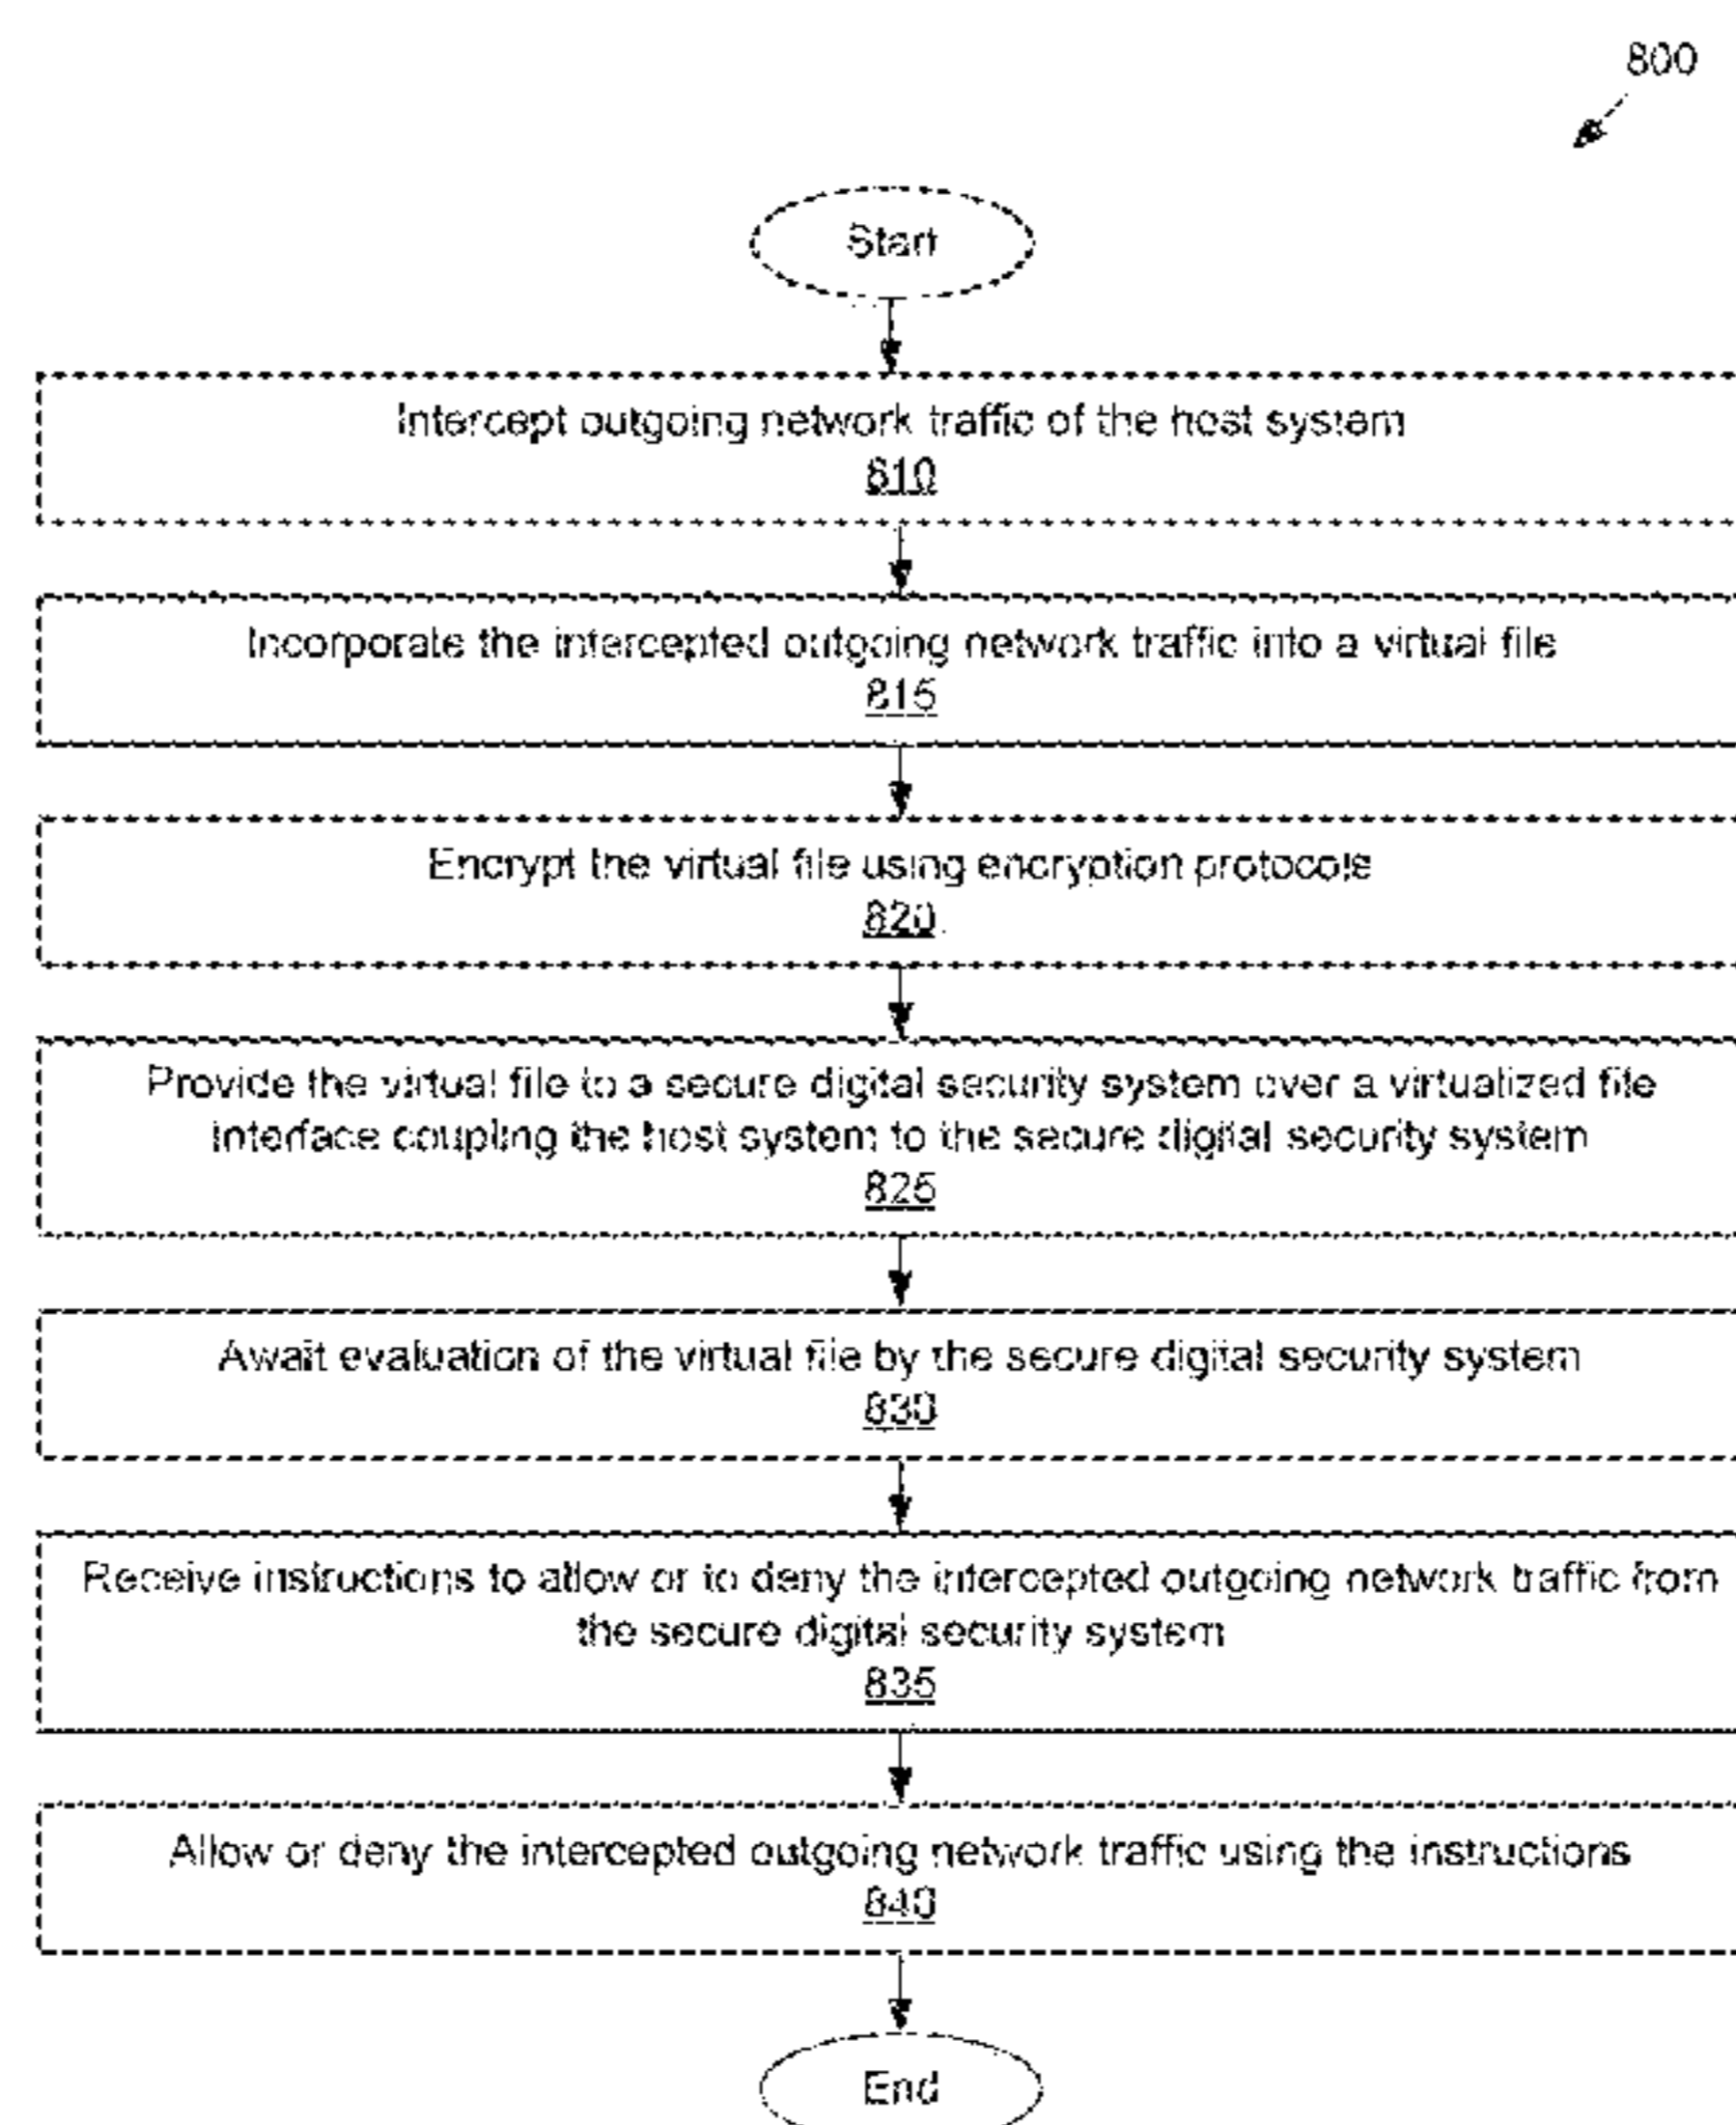 800
Start
Intercept outgoing network traffic of the host system
810
Incorporate the intercepted outgoing network traffic into a virtual file
815
Encrypt the virtual file using encryption protocols
820
Provide the virtual file to a secure digital security system over a virtualized file
interface coupling the host system to the secure digital security system
825
Await evaluation of the virtual file by the secure digital security system
830
Receive instructions to allow or to deny the intercepted outgoing network traffic from
the secure digital security system
835
Allow or deny the intercepted outgoing network traffic using the instructions
840
End